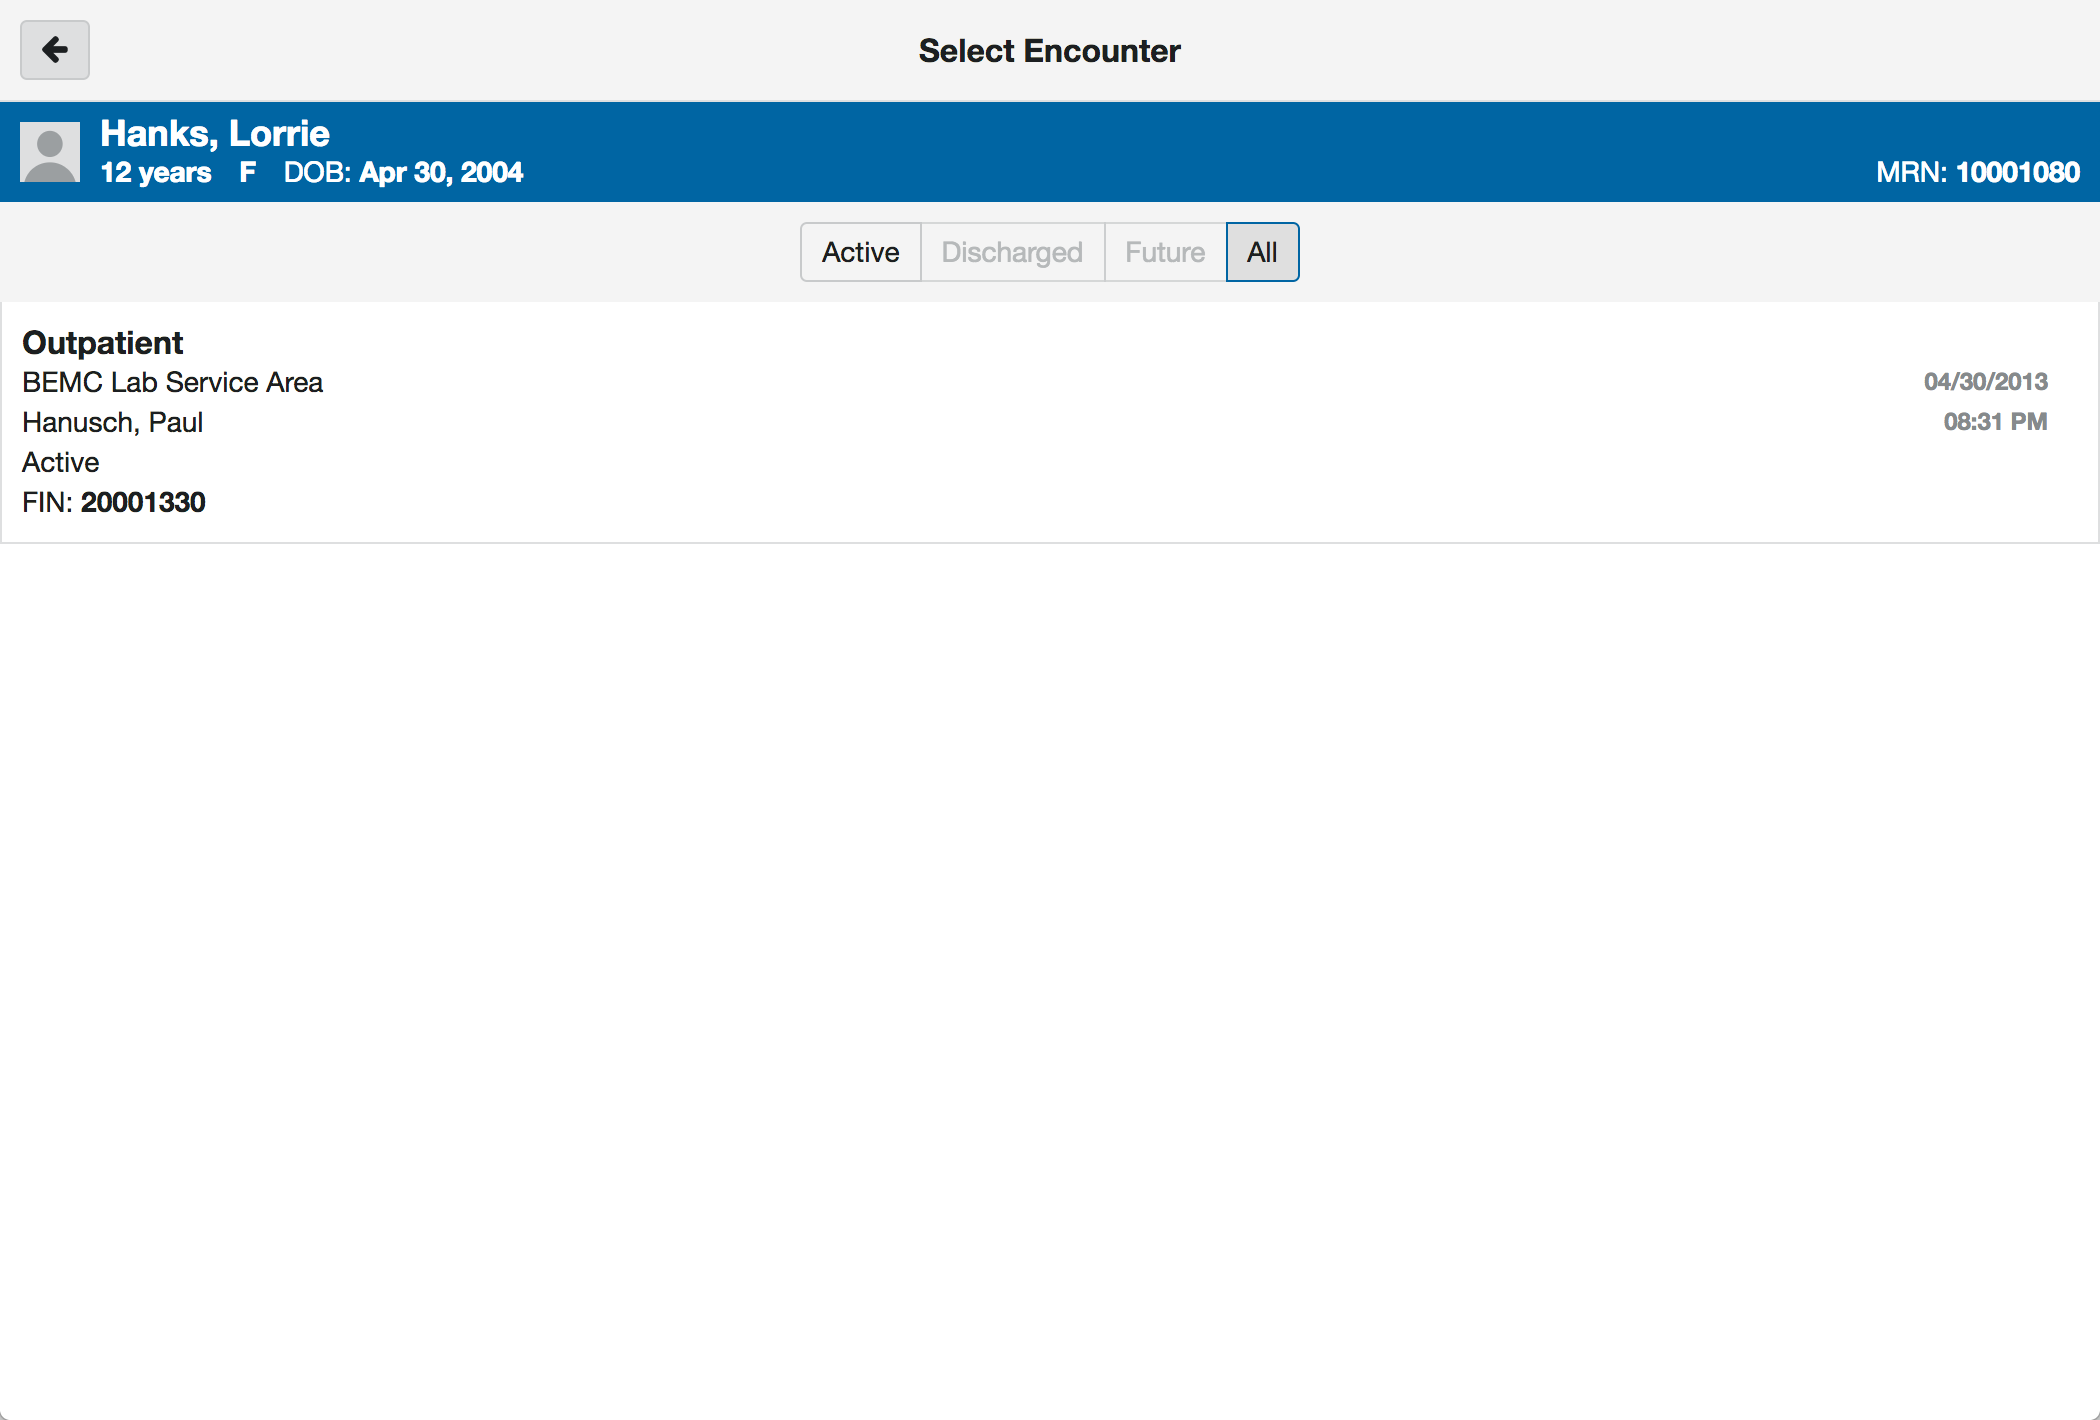 Select Encounter
Hanks, Lorrie
12 years F DOB: Apr 30, 2004 MRN: 10001080
Active Discharged Future All
Outpatient
BEMC Lab Service Area 04/30/2013
Hanusch, Paul 08:31 PM
Active
FIN: 20001330